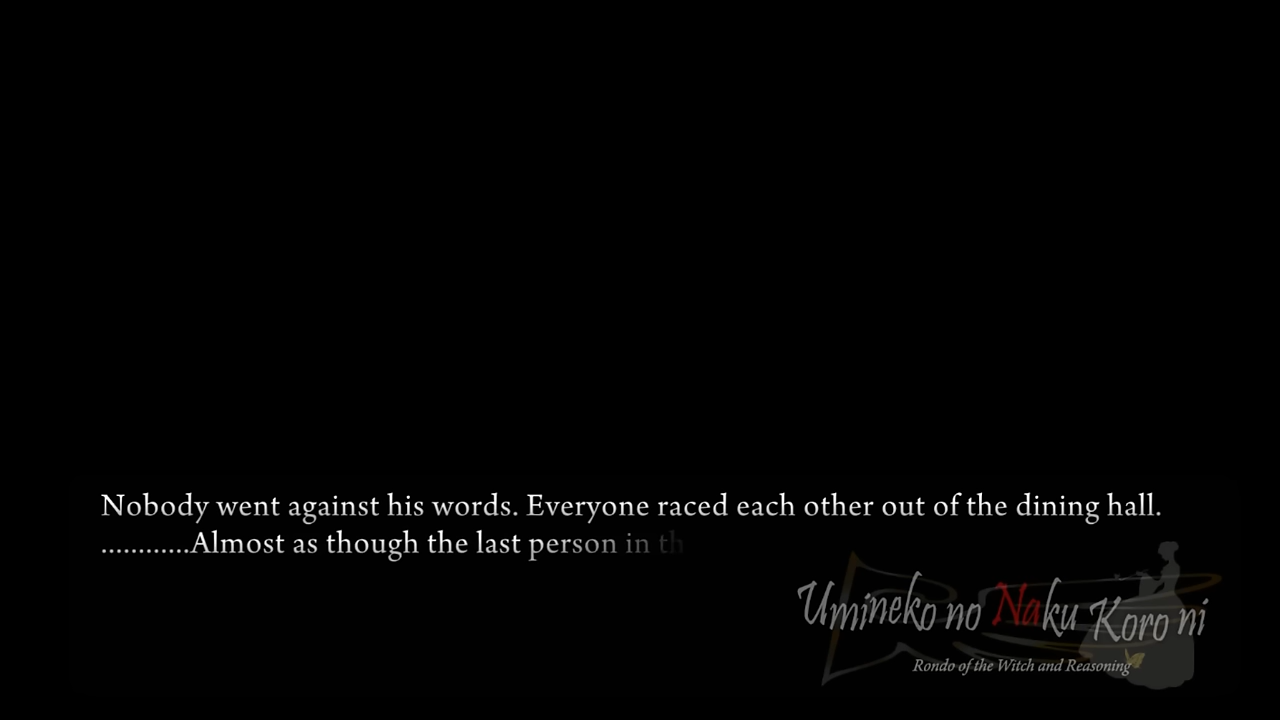 Nobody went against his words. Everyone raced each other out of the dining hall.
............Almost as though the last person in th
Umineko no Naku Koro ni
Rondo of the Witch and Reasoning